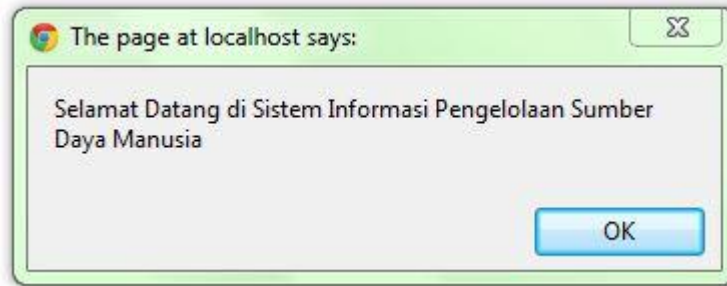 The page at localhost says:
Selamat Datang di Sistem Informasi Pengelolaan Sumber
Daya Manusia
OK